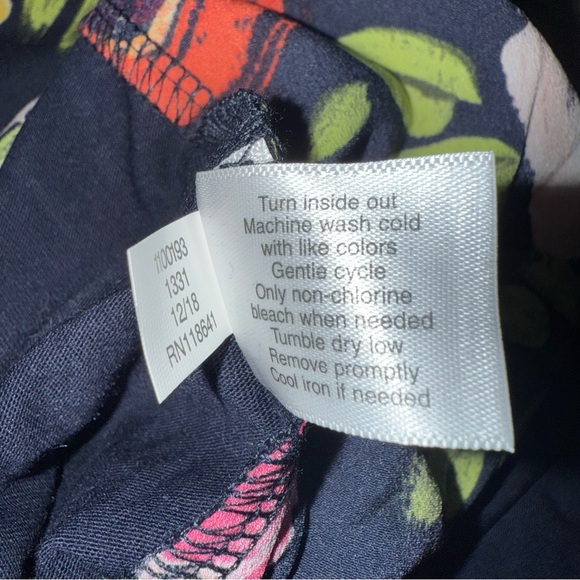 1100193
1331
12/18
RN118641
Turn inside out
Machine wash cold
with like colors
Gentle cycle
Only non-chlorine
bleach when needed
Tumble dry low
Remove promptly
Cool iron if needed